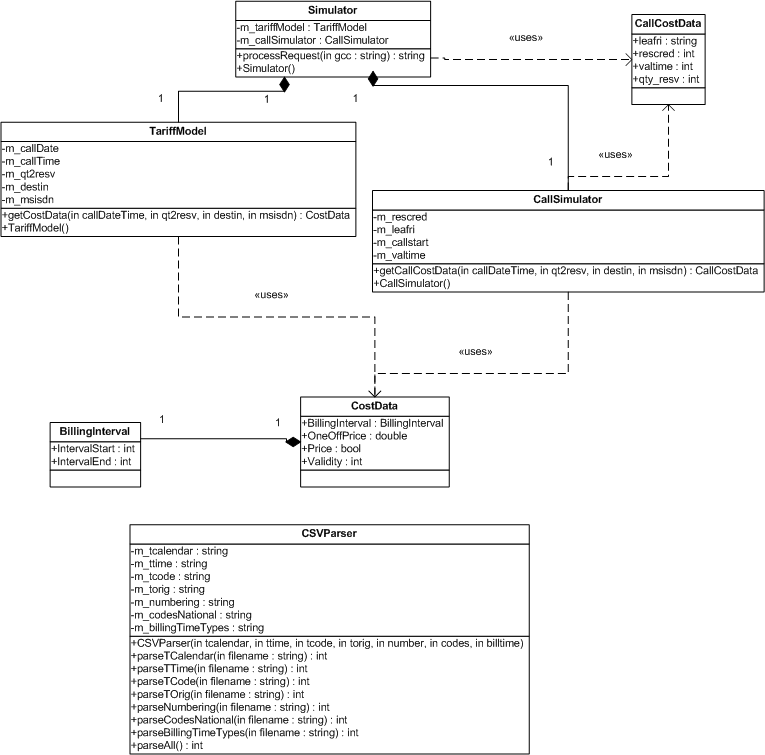 Simulator
-m_tariffModel : TariffModel
-m_callSimulator : CallSimulator
+processRequest(in gcc : string) : string
+Simulator()
«uses»
CallCostData
+leafri : string
+rescred : int
+valtime : int
+qty_resv : int
1
1
1
1
«uses»
TariffModel
-m_callDate
-m_callTime
-m_qt2resv
-m_destin
-m_msisdn
+getCostData(in callDateTime, in qt2resv, in destin, in msisdn) : CostData
+TariffModel()
CallSimulator
-m_rescred
-m_leafri
-m_callstart
-m_valtime
+getCallCostData(in callDateTime, in qt2resv, in destin, in msisdn) : CallCostData
+CallSimulator()
«uses»
«uses»
BillingInterval
+IntervalStart : int
+IntervalEnd : int
1
1
CostData
+BillingInterval : BillingInterval
+OneOffPrice : double
+Price : bool
+Validity : int
CSVParser
-m_tcalendar : string
-m_ttime : string
-m_tcode : string
-m_torig : string
-m_numbering : string
-m_codesNational : string
-m_billingTimeTypes : string
+CSVParser(in tcalendar, in ttime, in tcode, in torig, in number, in codes, in billtime)
+parseTCalendar(in filename : string) : int
+parseTTime(in filename : string) : int
+parseTCode(in filename : string) : int
+parseTOrig(in filename : string) : int
+parseNumbering(in filename : string) : int
+parseCodesNational(in filename : string) : int
+parseBillingTimeTypes(in filename : string) : int
+parseAll() : int